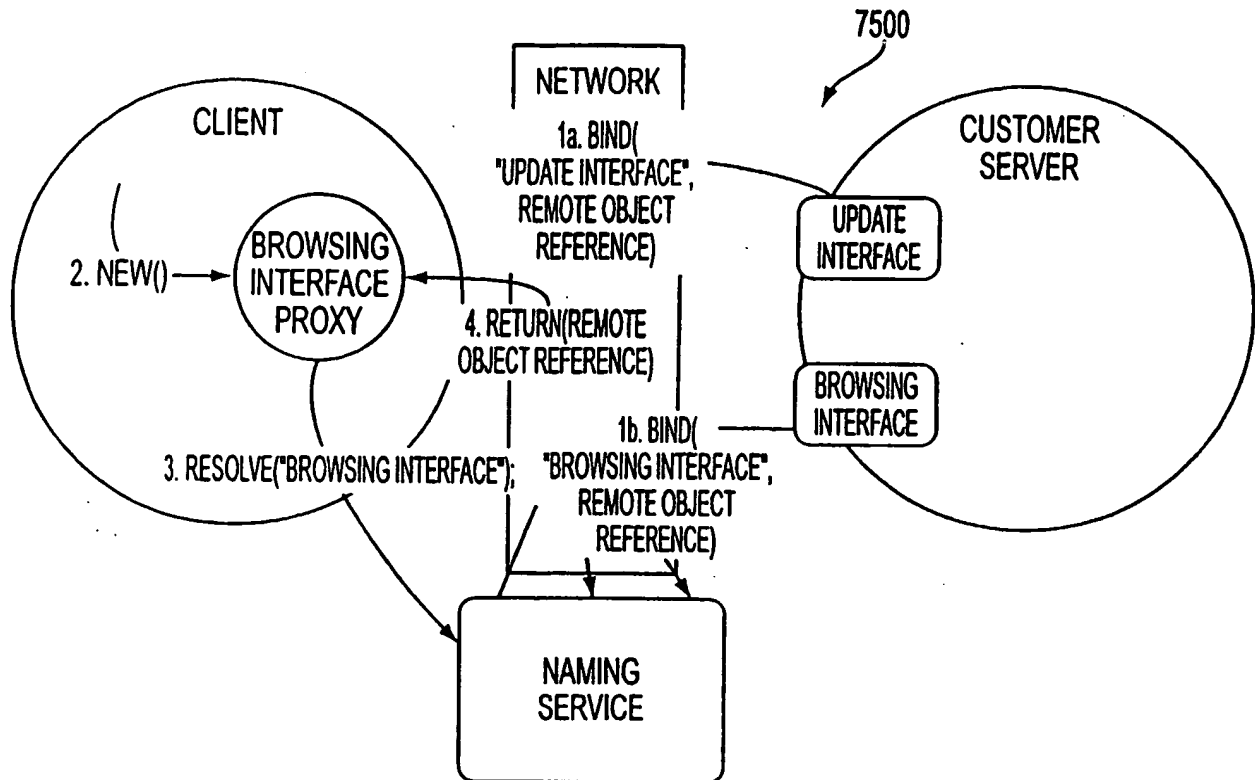 7500
NETWORK
CLIENT
CUSTOMER
SERVER
1a. BIND(
"UPDATE INTERFACE",
REMOTE OBJECT
REFERENCE)
UPDATE
INTERFACE
2. NEW()
BROWSING
INTERFACE
PROXY
4. RETURN(REMOTE
OBJECT REFERENCE)
BROWSING
INTERFACE
1b. BIND(
"BROWSING INTERFACE",
REMOTE OBJECT
REFERENCE)
3. RESOLVE("BROWSING INTERFACE");
NAMING
SERVICE